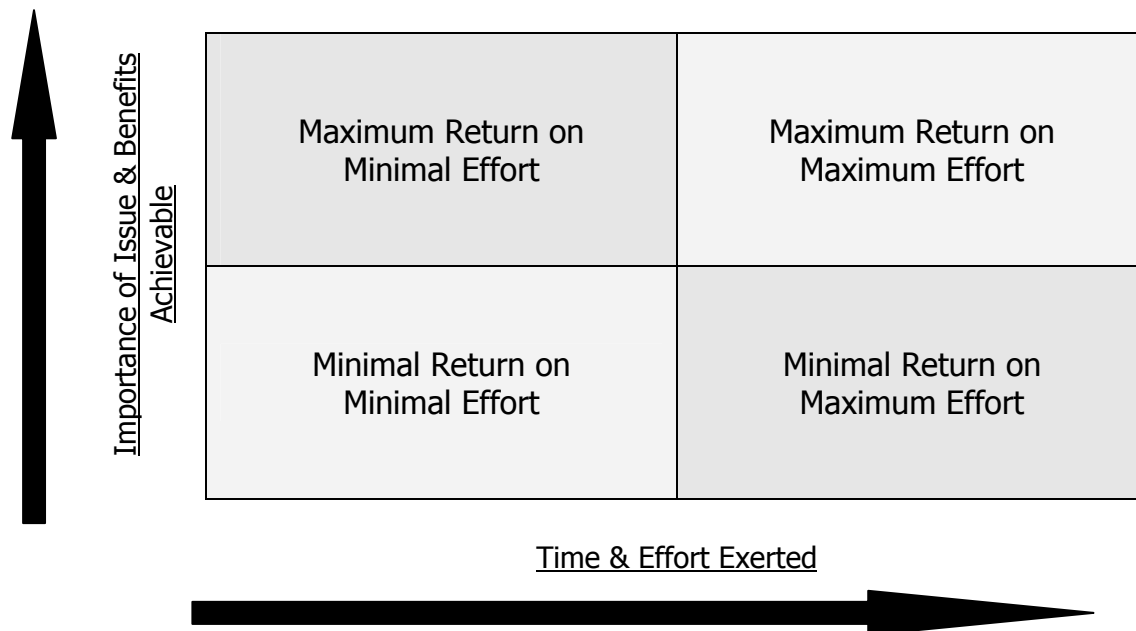 Importance of Issue & Benefits
Achievable
Maximum Return on
Minimal Effort
Maximum Return on
Maximum Effort
Minimal Return on
Minimal Effort
Minimal Return on
Maximum Effort
Time & Effort Exerted